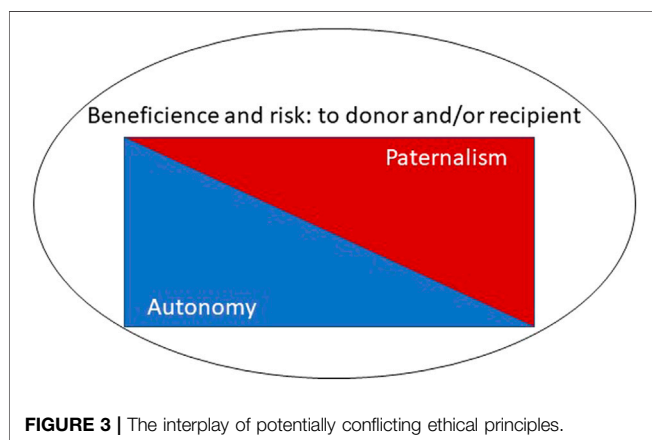 Beneficience and risk: to donor and/or recipient
Paternalism
Autonomy
FIGURE 3 | The interplay of potentially conflicting ethical principles.